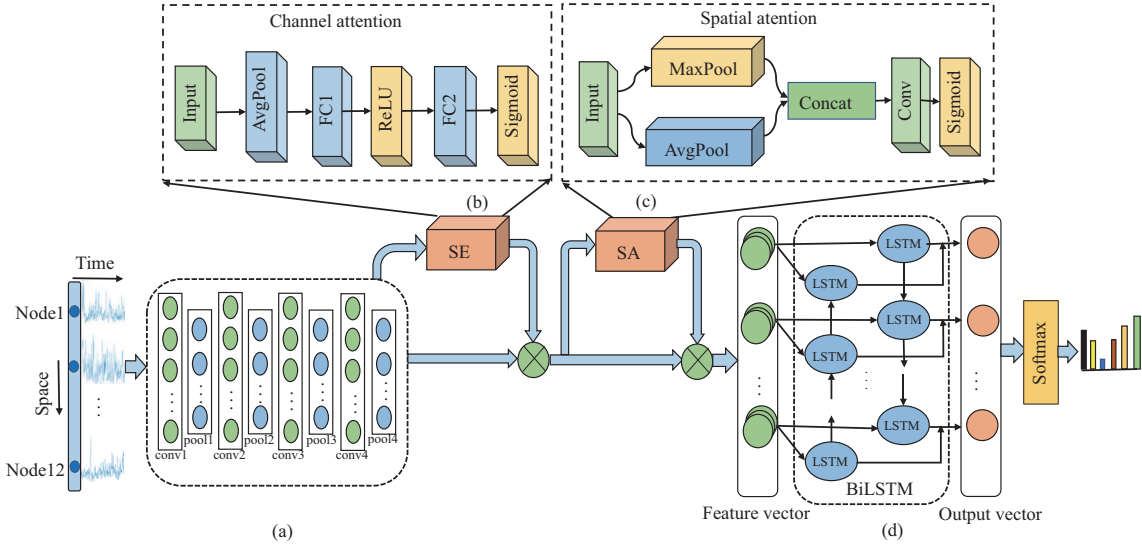 Channel attention
Input
AvgPool
FC1
ReLU
FC2
Sigmoid
(b)
Spatial atention
Input
MaxPool
AvgPool
Concat
Conv
Sigmoid
(c)
SE
SA
Time
Node1
Space
Node12
conv1
pool1
conv2
pool2
conv3
pool3
conv4
pool4
(a)
LSTM
LSTM
LSTM
LSTM
LSTM
LSTM
BiLSTM
Feature vector
(d)
Output vector
Softmax